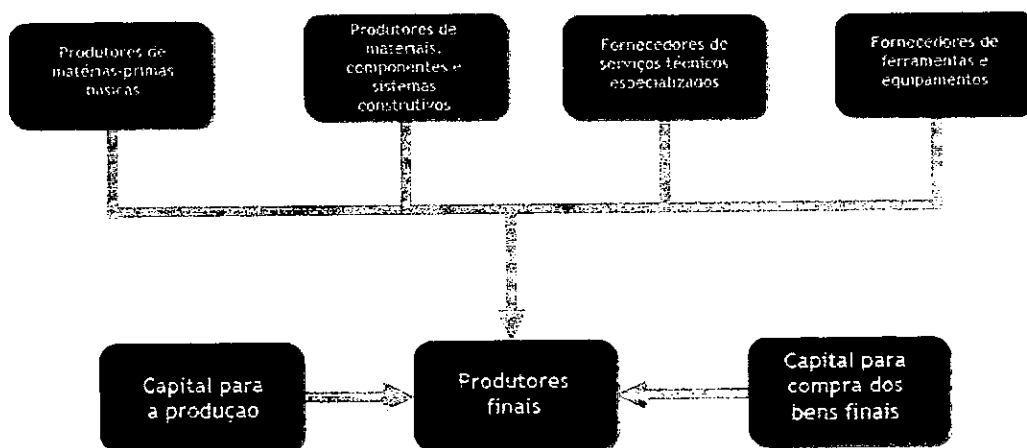 Produtores de
matérias-primas
básicas
Produtores de
materiais,
componentes e
sistemas
construtivos
Fornecedores de
serviços técnicos
especializados
Fornecedores de
ferramentas e
equipamentos
Capital para
a produção
Produtores
finais
Capital para
compra dos
bens finais